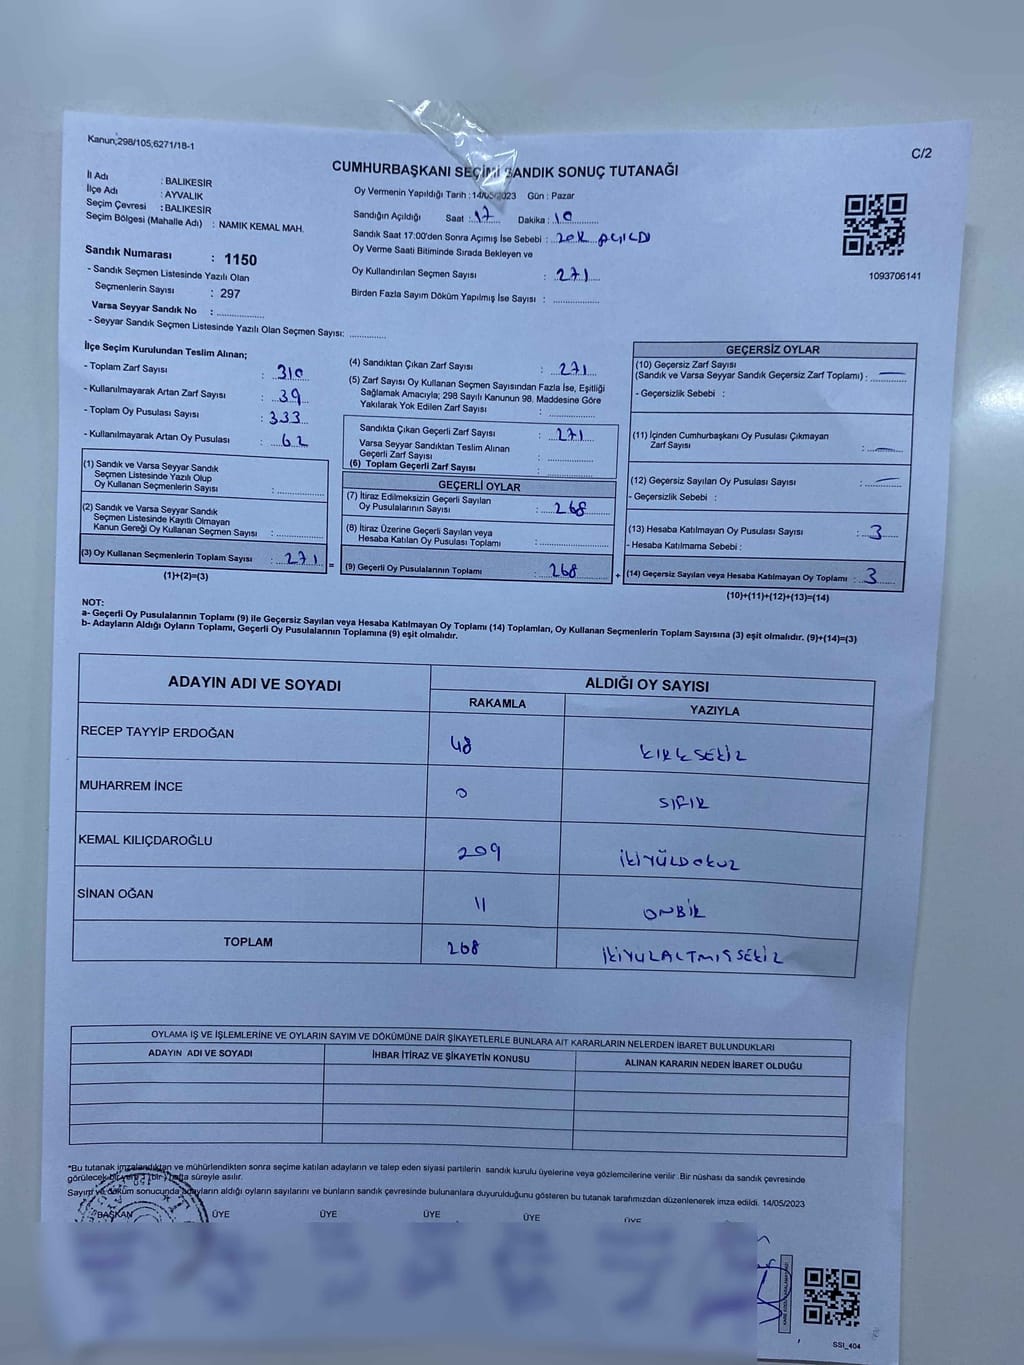 Kanun;298/105,6271/18-1
C/2
CUMHURBAŞKANI SEÇİMİ SANDIK SONUÇ TUTANAĞI
İl Adı : BALIKESİR
İlçe Adı : AYVALIK
Seçim Çevresi : BALIKESİR
Seçim Bölgesi (Mahalle Adı) : NAMIK KEMAL MAH.
Oy Vermenin Yapıldığı Tarih : 14/05/2023 Gün : Pazar
Sandığın Açıldığı Saat : 17 Dakika : 10
Sandık Saat 17:00'den Sonra Açımış İse Sebebi : ZOR AÇILDI
Oy Verme Saati Bitiminde Sırada Bekleyen ve
Oy Kullandırılan Seçmen Sayısı : 271
Birden Fazla Sayım Döküm Yapılmış İse Sayısı :
1093706141
Sandık Numarası : 1150
- Sandık Seçmen Listesinde Yazılı Olan
Seçmenlerin Sayısı : 297
Varsa Seyyar Sandık No :
- Seyyar Sandık Seçmen Listesinde Yazılı Olan Seçmen Sayısı:
İlçe Seçim Kurulundan Teslim Alınan;
- Toplam Zarf Sayısı : 310
- Kullanılmayarak Artan Zarf Sayısı : 39
- Toplam Oy Pusulası Sayısı : 333
- Kullanılmayarak Artan Oy Pusulası : 62
(1) Sandık ve Varsa Seyyar Sandık
Seçmen Listesinde Yazılı Olup
Oy Kullanan Seçmenlerin Sayısı :
(2) Sandık ve Varsa Seyyar Sandık
Seçmen Listesinde Kayıtlı Olmayan
Kanun Gereği Oy Kullanan Seçmen Sayısı :
(3) Oy Kullanan Seçmenlerin Toplam Sayısı : 271 =
(1)+(2)=(3)
(4) Sandıktan Çıkan Zarf Sayısı : 271
(5) Zarf Sayısı Oy Kullanan Seçmen Sayısından Fazla İse, Eşitliği
Sağlamak Amacıyla; 298 Sayılı Kanunun 98. Maddesine Göre
Yakılarak Yok Edilen Zarf Sayısı :
Sandıkta Çıkan Geçerli Zarf Sayısı : 271
Varsa Seyyar Sandıktan Teslim Alınan
Geçerli Zarf Sayısı :
(6) Toplam Geçerli Zarf Sayısı :
GEÇERLİ OYLAR
(7) İtiraz Edilmeksizin Geçerli Sayılan
Oy Pusulalarının Sayısı : 268
(8) İtiraz Üzerine Geçerli Sayılan veya
Hesaba Katılan Oy Pusulası Toplamı :
(9) Geçerli Oy Pusulalarının Toplamı : 268 +
GEÇERSİZ OYLAR
(10) Geçersiz Zarf Sayısı
(Sandık ve Varsa Seyyar Sandık Geçersiz Zarf Toplamı) : —
- Geçersizlik Sebebi :
(11) İçinden Cumhurbaşkanı Oy Pusulası Çıkmayan
Zarf Sayısı : —
(12) Geçersiz Sayılan Oy Pusulası Sayısı : —
- Geçersizlik Sebebi :
(13) Hesaba Katılmayan Oy Pusulası Sayısı : 3
- Hesaba Katılmama Sebebi :
(14) Geçersiz Sayılan veya Hesaba Katılmayan Oy Toplamı : 3
(10)+(11)+(12)+(13)=(14)
NOT:
a- Geçerli Oy Pusulalarının Toplamı (9) ile Geçersiz Sayılan veya Hesaba Katılmayan Oy Toplamı (14) Toplamları, Oy Kullanan Seçmenlerin Toplam Sayısına (3) eşit olmalıdır. (9)+(14)=(3)
b- Adayların Aldığı Oyların Toplamı, Geçerli Oy Pusulalarının Toplamına (9) eşit olmalıdır.
ADAYIN ADI VE SOYADI
ALDIĞI OY SAYISI
RAKAMLA YAZIYLA
RECEP TAYYİP ERDOĞAN 48 KIRKSEKİZ
MUHARREM İNCE 0 SIFIR
KEMAL KILIÇDAROĞLU 209 İKİYÜZDOKUZ
SİNAN OĞAN 11 ONBİR
TOPLAM 268 İKİYÜZALTMIŞSEKİZ
OYLAMA İŞ VE İŞLEMLERİNE VE OYLARIN SAYIM VE DÖKÜMÜNE DAİR ŞİKAYETLERLE BUNLARA AİT KARARLARIN NELERDEN İBARET BULUNDUKLARI
ADAYIN ADI VE SOYADI
İHBAR İTİRAZ VE ŞİKAYETİN KONUSU
ALINAN KARARIN NEDEN İBARET OLDUĞU
*Bu tutanak imzalandıktan ve mühürlendikten sonra seçime katılan adayların ve talep eden siyasi partilerin sandık kurulu üyelerine veya gözlemcilerine verilir. Bir nüshası da sandık çevresinde
görülecek bir yere 1 (bir) hafta süreyle asılır.
Sayım ve döküm sonucunda adayların aldığı oyların sayılarını ve bunların sandık çevresinde bulunanlara duyurulduğunu gösteren bu tutanak tarafımızdan düzenlenerek imza edildi. 14/05/2023
BAŞKAN ÜYE ÜYE ÜYE ÜYE ÜYE
SSI_404